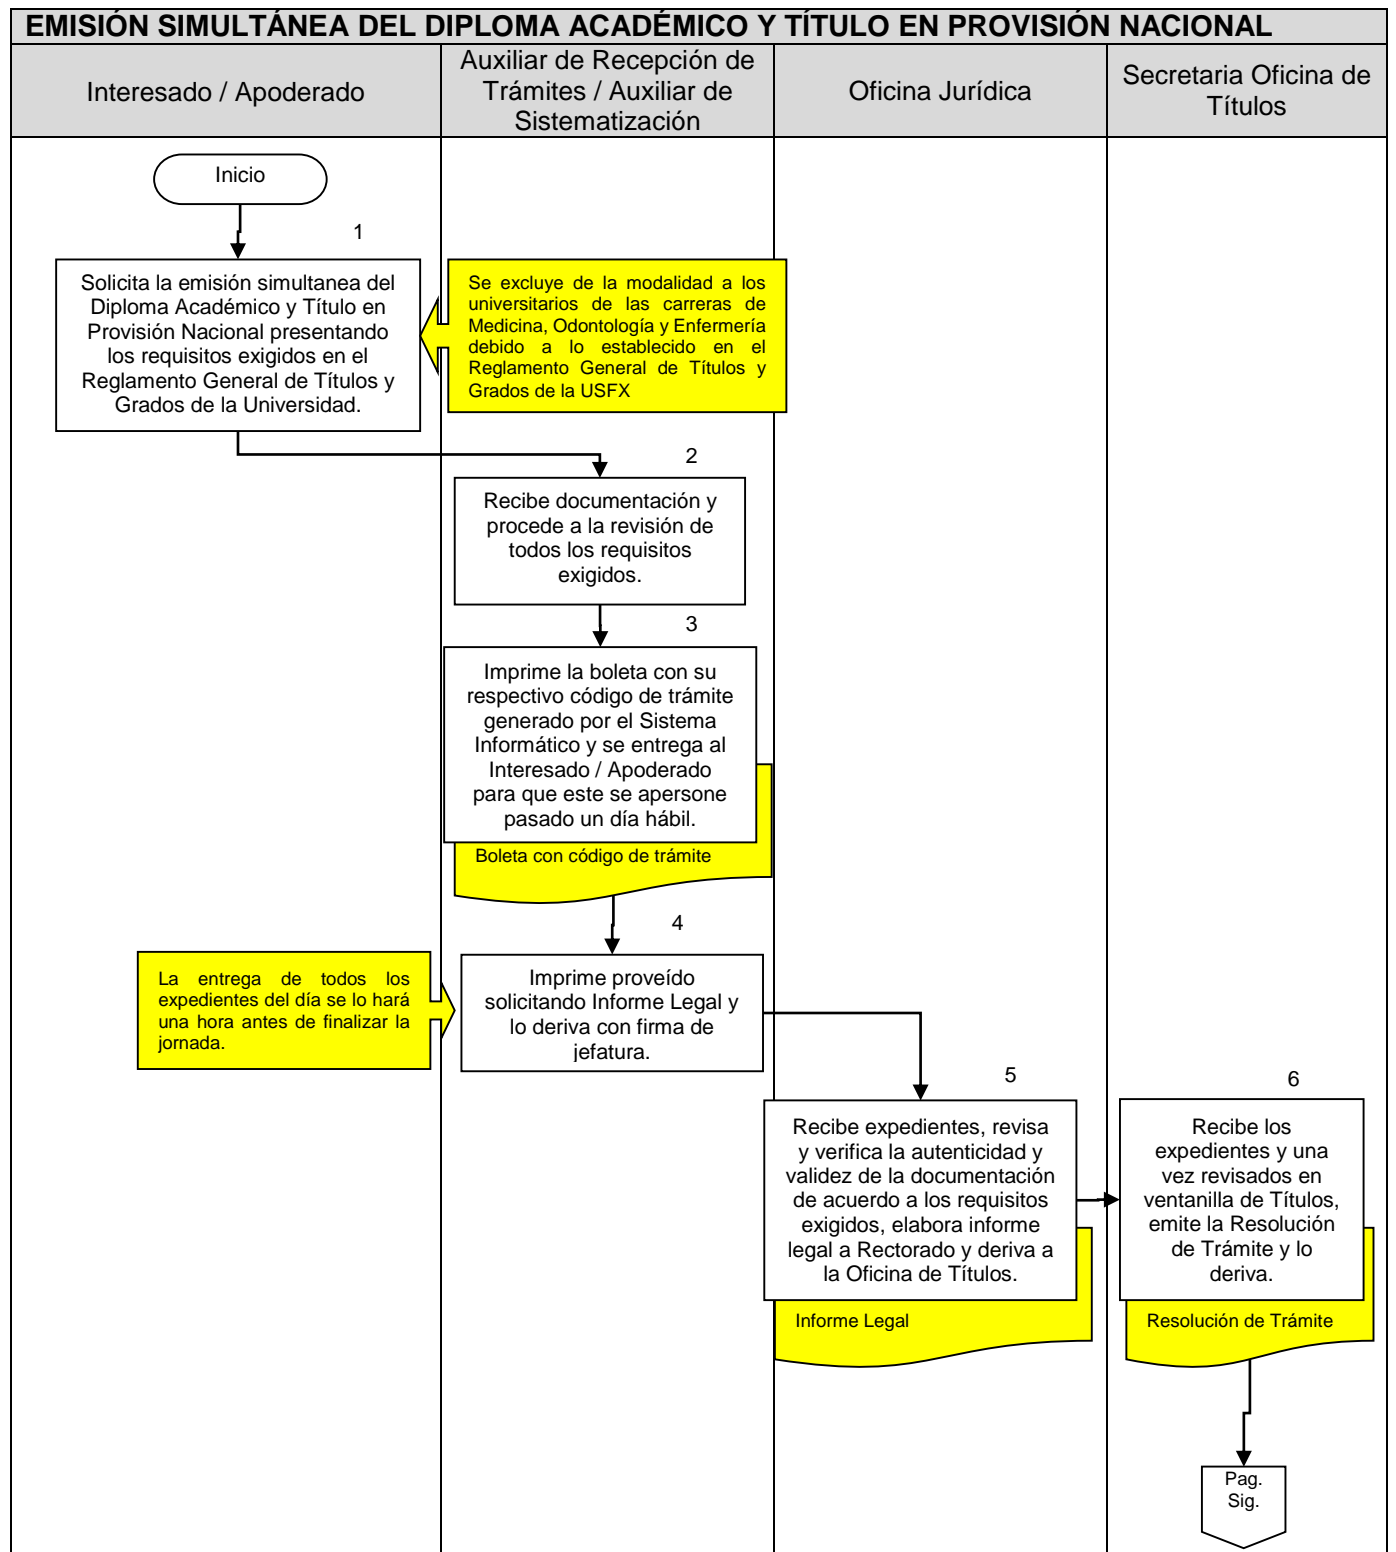 EMISIÓN SIMULTÁNEA DEL DIPLOMA ACADÉMICO Y TÍTULO EN PROVISIÓN NACIONAL
Interesado / Apoderado
Auxiliar de Recepción de
Trámites / Auxiliar de
Sistematización
Oficina Jurídica
Secretaria Oficina de
Títulos
Inicio
1
Solicita la emisión simultanea del
Diploma Académico y Título en
Provisión Nacional presentando
los requisitos exigidos en el
Reglamento General de Títulos y
Grados de la Universidad.
Se excluye de la modalidad a los
universitarios de las carreras de
Medicina, Odontología y Enfermería
debido a lo establecido en el
Reglamento General de Títulos y
Grados de la USFX
2
Recibe documentación y
procede a la revisión de
todos los requisitos
exigidos.
3
Imprime la boleta con su
respectivo código de trámite
generado por el Sistema
Informático y se entrega al
Interesado / Apoderado
para que este se apersone
pasado un día hábil.
Boleta con código de trámite
4
La entrega de todos los
expedientes del día se lo hará
una hora antes de finalizar la
jornada.
Imprime proveído
solicitando Informe Legal y
lo deriva con firma de
jefatura.
5
Recibe expedientes, revisa
y verifica la autenticidad y
validez de la documentación
de acuerdo a los requisitos
exigidos, elabora informe
legal a Rectorado y deriva a
la Oficina de Títulos.
Informe Legal
6
Recibe los
expedientes y una
vez revisados en
ventanilla de Títulos,
emite la Resolución
de Trámite y lo
deriva.
Resolución de Trámite
Pag.
Sig.